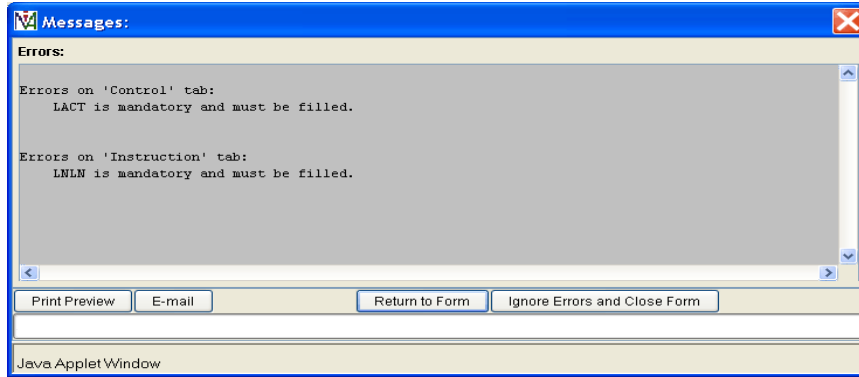 Messages:
Errors:
Errors on 'Control' tab:
LACT is mandatory and must be filled.
Errors on 'Instruction' tab:
LNLN is mandatory and must be filled.
Print Preview E-mail Return to Form Ignore Errors and Close Form
Java Applet Window